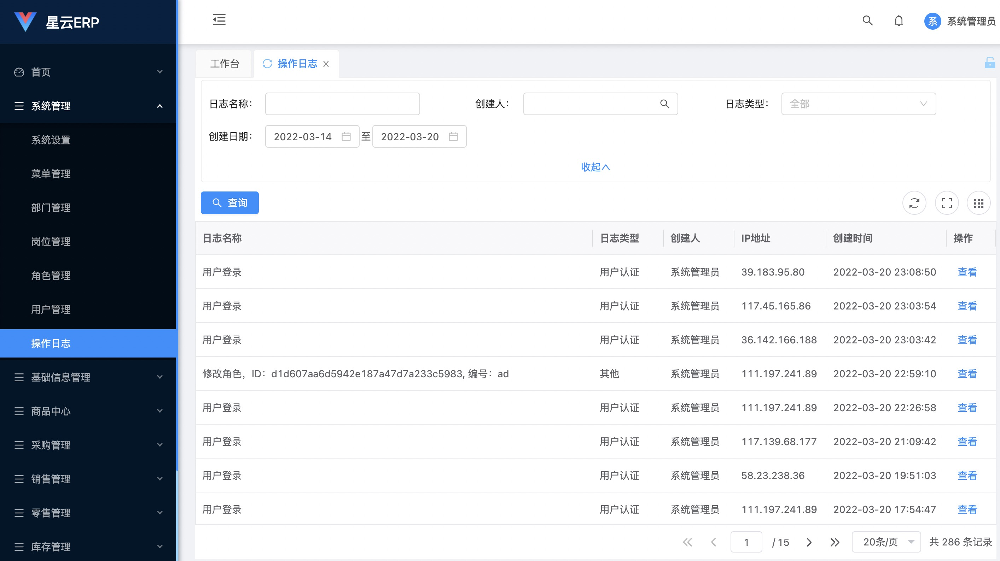 星云ERP
系统管理员
首页
系统管理
系统设置
菜单管理
部门管理
岗位管理
角色管理
用户管理
操作日志
基础信息管理
商品中心
采购管理
销售管理
零售管理
库存管理
工作台 操作日志
日志名称: 创建人: 日志类型: 全部
创建日期: 2022-03-14 至 2022-03-20
收起
查询
日志名称 日志类型 创建人 IP地址 创建时间 操作
用户登录 用户认证 系统管理员 39.183.95.80 2022-03-20 23:08:50 查看
用户登录 用户认证 系统管理员 117.45.165.86 2022-03-20 23:03:54 查看
用户登录 用户认证 系统管理员 36.142.166.188 2022-03-20 23:03:42 查看
修改角色，ID：d1d607aa6d5942e187a47d7a233c5983, 编号：ad 其他 系统管理员 111.197.241.89 2022-03-20 22:59:10 查看
用户登录 用户认证 系统管理员 111.197.241.89 2022-03-20 22:26:58 查看
用户登录 用户认证 系统管理员 117.139.68.177 2022-03-20 21:09:42 查看
用户登录 用户认证 系统管理员 58.23.238.36 2022-03-20 19:51:03 查看
用户登录 用户认证 系统管理员 111.197.241.89 2022-03-20 17:54:47 查看
1 / 15 20条/页 共 286 条记录